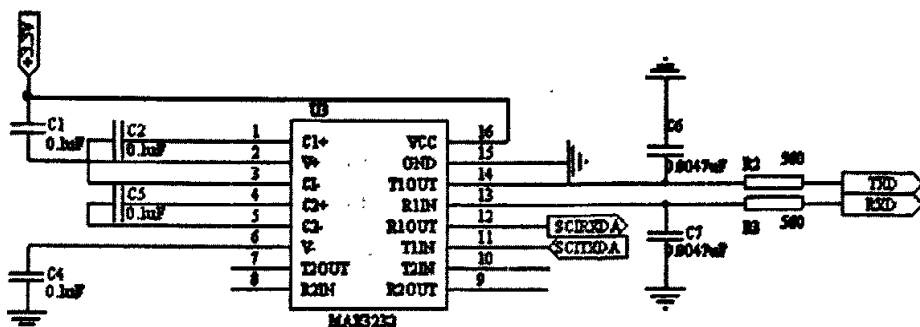 +3.3V
U3
C1
0.1uF
C2
0.1uF
C5
0.1uF
C4
0.1uF
1 C1+ VCC 16
2 V+ GND 15
3 C1- T1OUT 14
4 C2+ R1IN 13
5 C2- R1OUT 12
6 V- T1IN 11
7 T2OUT T2IN 10
8 R2IN R2OUT 9
MAX3232
SCIRXDA
SCITXDA
C6
0.0047uF
C7
0.0047uF
R2
R3
560
TXD
RXD